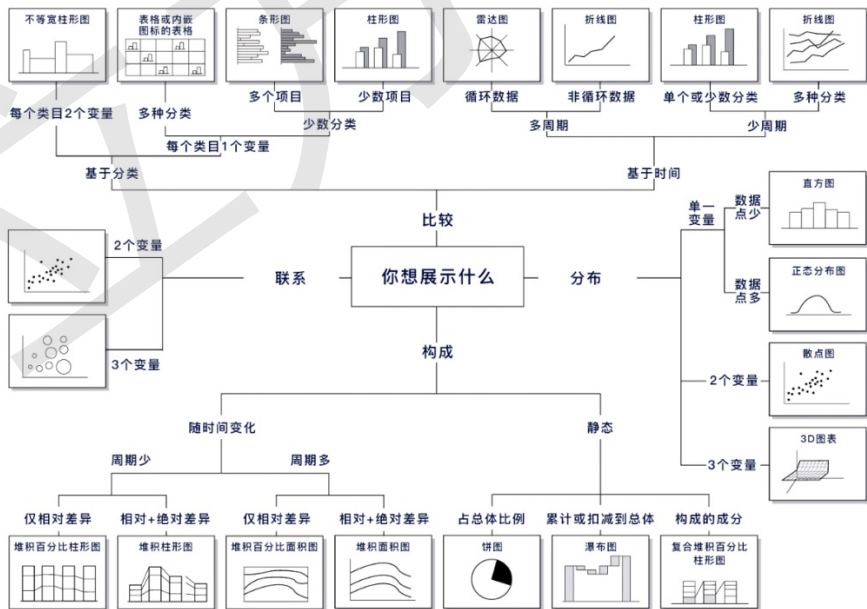 不等宽柱形图
表格或内嵌
图标的表格
条形图
柱形图
雷达图
折线图
柱形图
折线图
多个项目
少数项目
循环数据
非循环数据
单个或少数分类
多种分类
每个类目2个变量
多种分类
少数分类
多周期
少周期
每个类目1个变量
基于分类
基于时间
比较
单一
变量
数据
点少
直方图
2个变量
联系
你想展示什么
分布
数据
点多
正态分布图
构成
3个变量
散点图
2个变量
随时间变化
静态
3D图表
周期少
周期多
3个变量
仅相对差异
相对+绝对差异
仅相对差异
相对+绝对差异
占总体比例
累计或扣减到总体
构成的成分
堆积百分比柱形图
堆积柱形图
堆积百分比面积图
堆积面积图
饼图
瀑布图
复合堆积百分比
柱形图